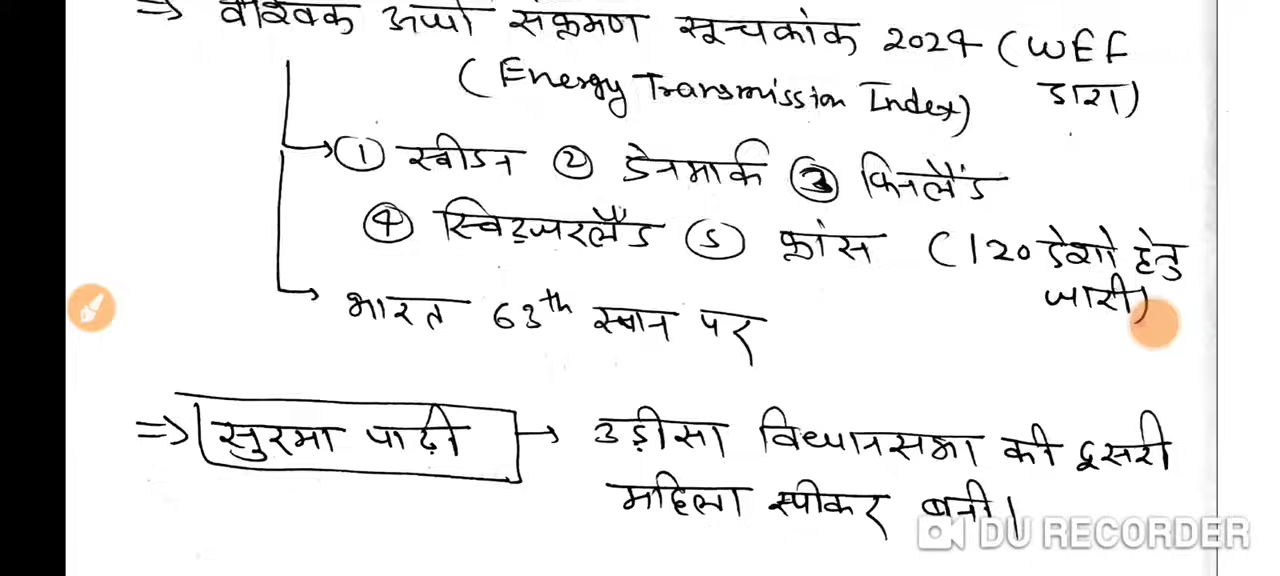 ⇒ वैश्विक ऊर्जा संक्रमण सूचकांक 2024 (WEF
(Energy Transmission Index) द्वारा)
→ ① स्वीडन ② डेनमार्क ③ फिनलैंड
④ स्विट्जरलैंड ⑤ फ्रांस (120 देशो हेतु
जारी)
→ भारत 63th स्थान पर
⇒ सुरमा पाढ़ी → उड़ीसा विधानसभा की दूसरी
महिला स्पीकर बनी।
DU RECORDER